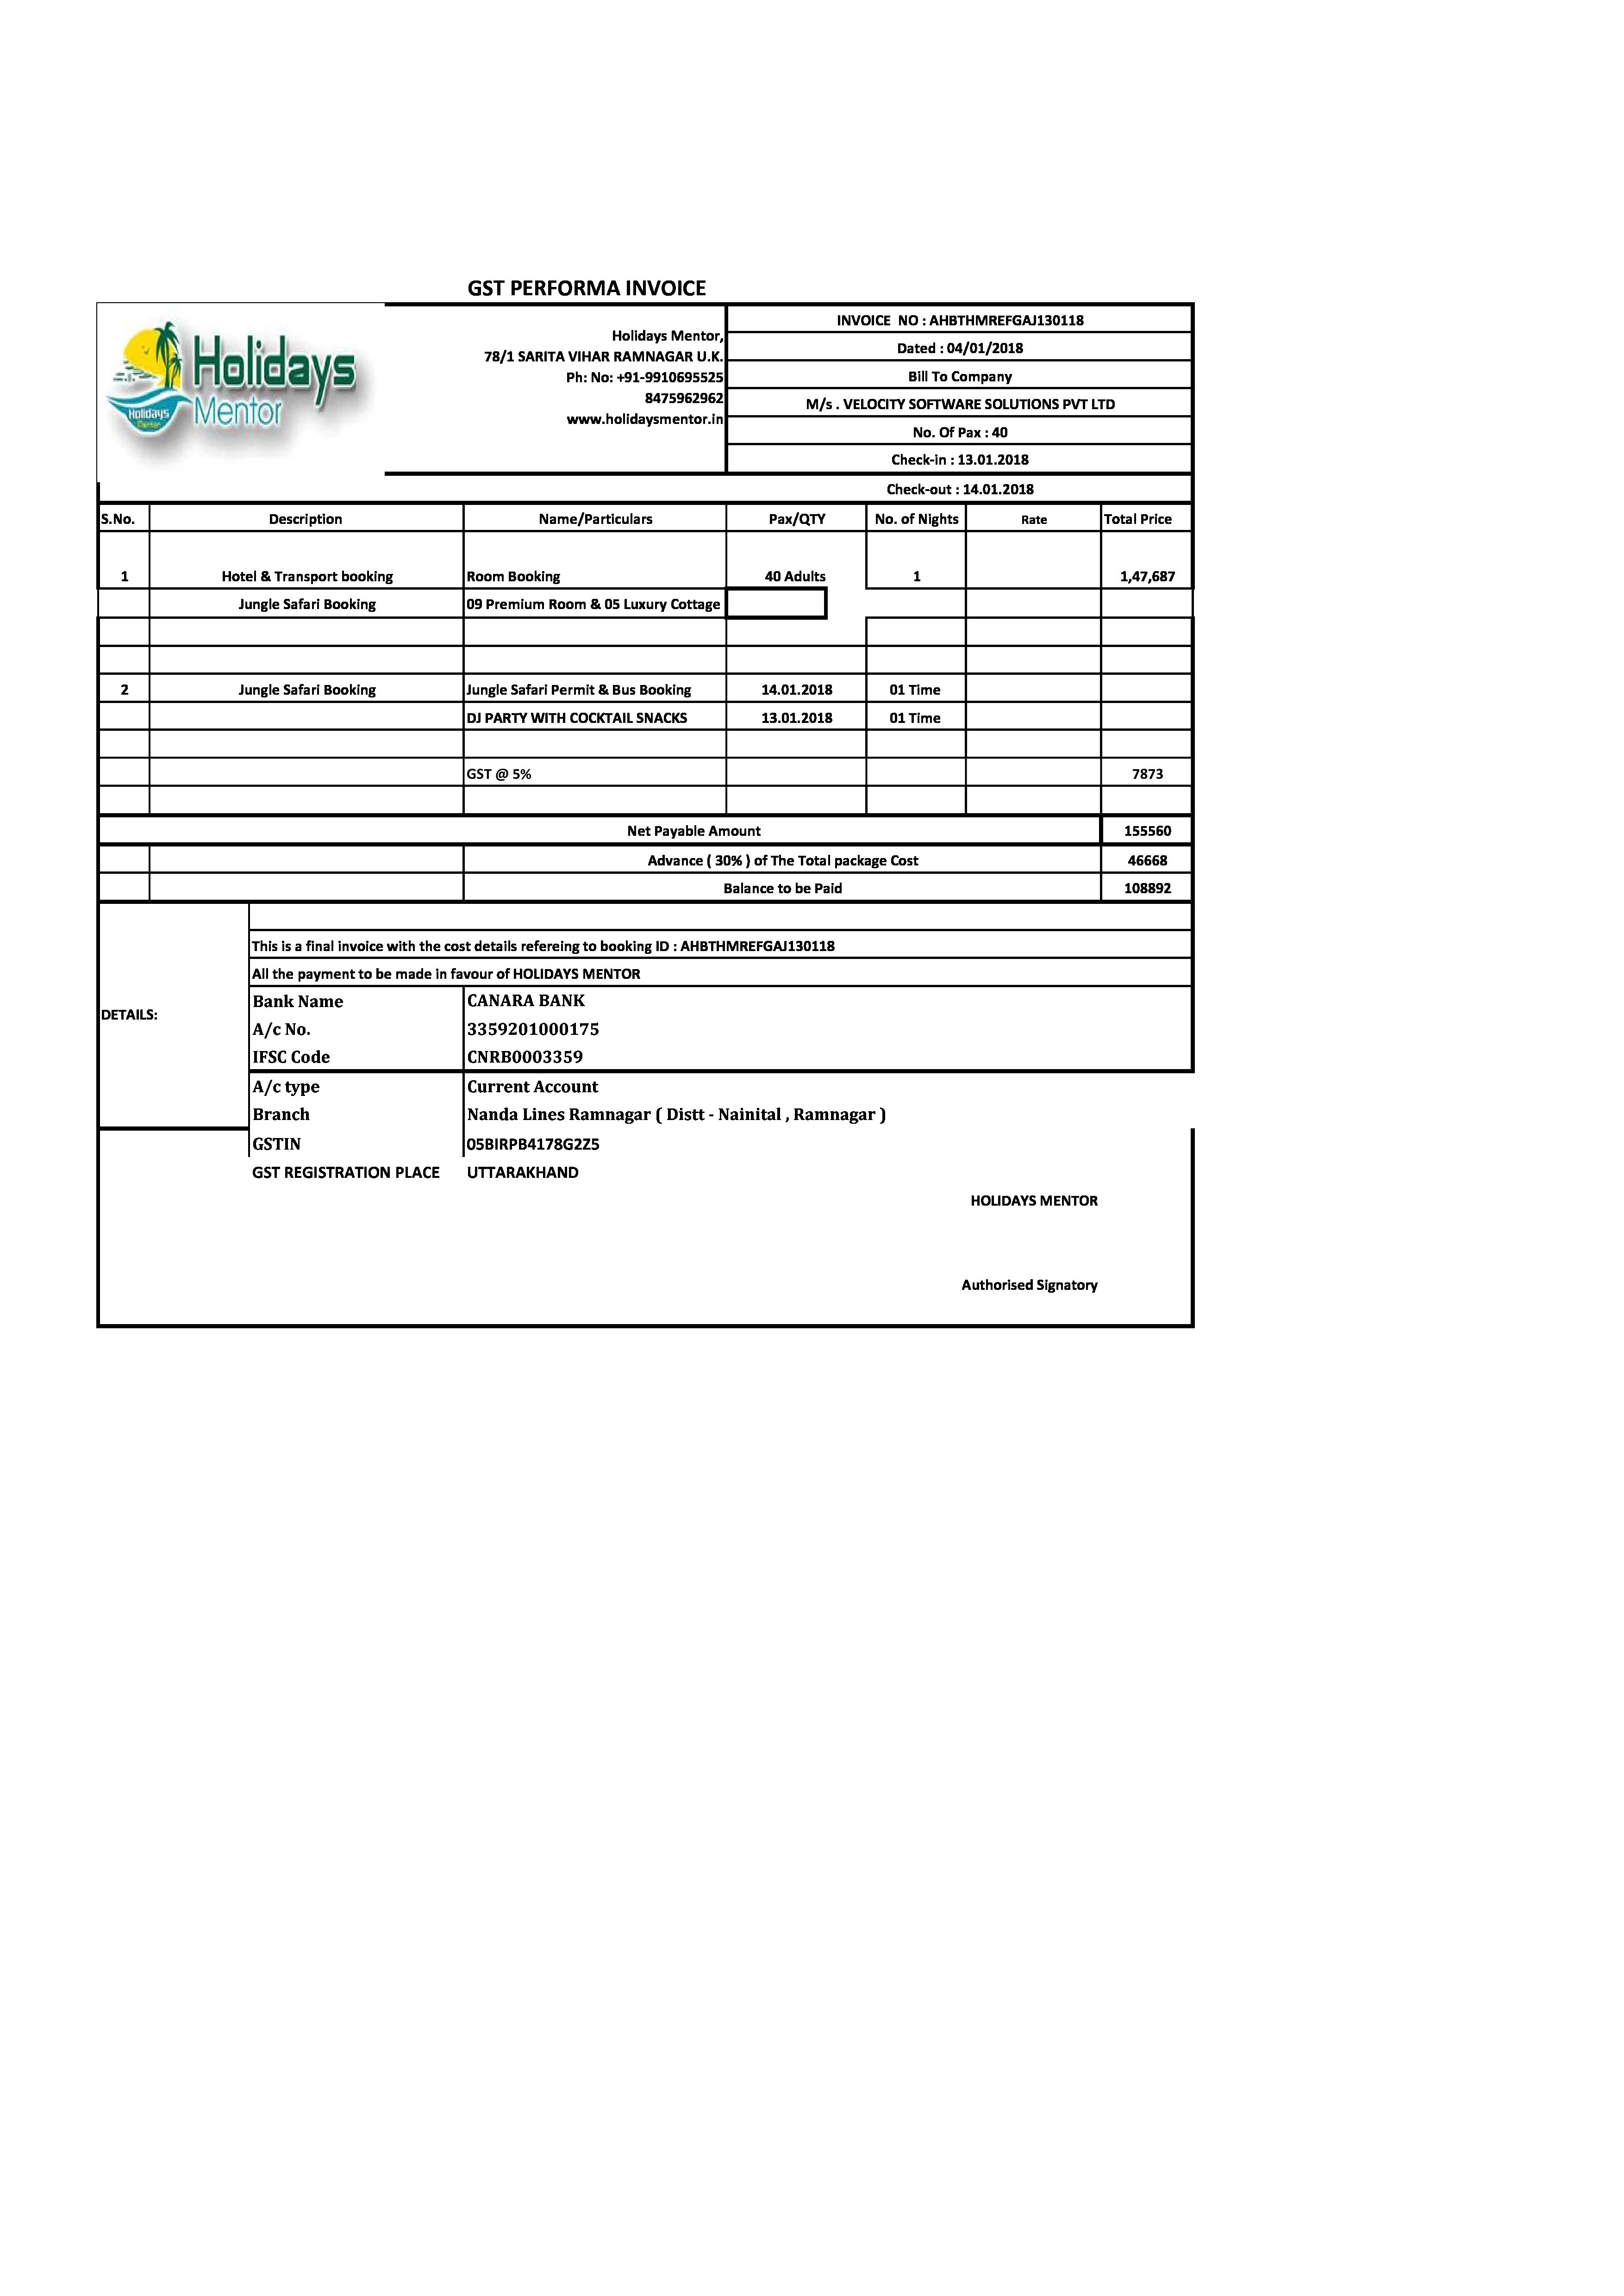 GST PERFORMA INVOICE
Holidays
Mentor
Holidays
Mentor
Holidays Mentor,
78/1 SARITA VIHAR RAMNAGAR U.K.
Ph: No: +91-9910695525
8475962962
www.holidaysmentor.in
INVOICE NO : AHBTHMREFGAJ130118
Dated : 04/01/2018
Bill To Company
M/s . VELOCITY SOFTWARE SOLUTIONS PVT LTD
No. Of Pax : 40
Check-in : 13.01.2018
Check-out : 14.01.2018
S.No. Description Name/Particulars Pax/QTY No. of Nights Rate Total Price
1 Hotel & Transport booking Room Booking 40 Adults 1 1,47,687
Jungle Safari Booking 09 Premium Room & 05 Luxury Cottage
2 Jungle Safari Booking Jungle Safari Permit & Bus Booking 14.01.2018 01 Time
DJ PARTY WITH COCKTAIL SNACKS 13.01.2018 01 Time
GST @ 5% 7873
Net Payable Amount 155560
Advance ( 30% ) of The Total package Cost 46668
Balance to be Paid 108892
DETAILS:
This is a final invoice with the cost details refereing to booking ID : AHBTHMREFGAJ130118
All the payment to be made in favour of HOLIDAYS MENTOR
Bank Name CANARA BANK
A/c No. 3359201000175
IFSC Code CNRB0003359
A/c type Current Account
Branch Nanda Lines Ramnagar ( Distt - Nainital , Ramnagar )
GSTIN 05BIRPB4178G2Z5
GST REGISTRATION PLACE UTTARAKHAND
HOLIDAYS MENTOR
Authorised Signatory